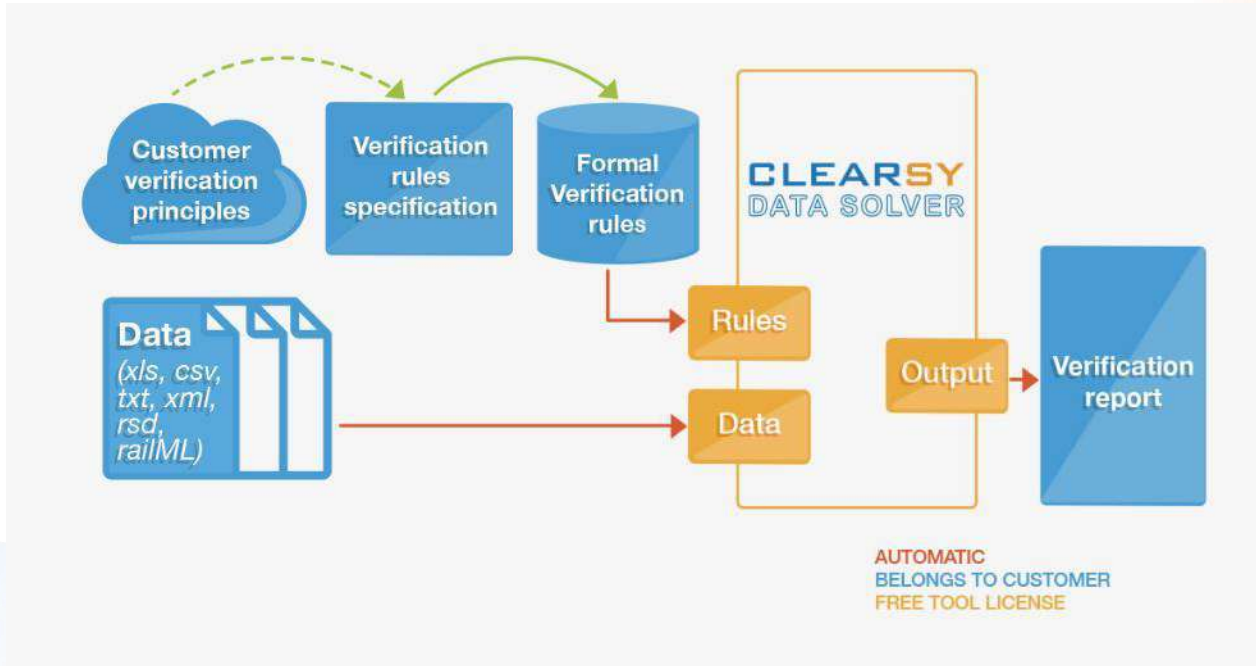 Customer
verification
principles
Verification
rules
specification
Formal
Verification
rules
CLEARSY
DATA SOLVER
Data
(xls, csv,
txt, xml,
rsd,
railML)
Rules
Data
Output
Verification
report
AUTOMATIC
BELONGS TO CUSTOMER
FREE TOOL LICENSE